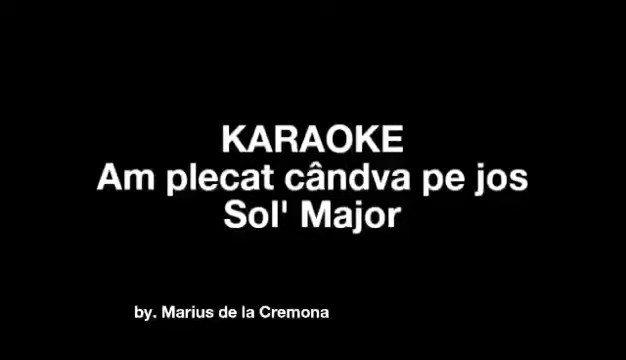 KARAOKE
Am plecat cândva pe jos
Sol' Major
by. Marius de la Cremona